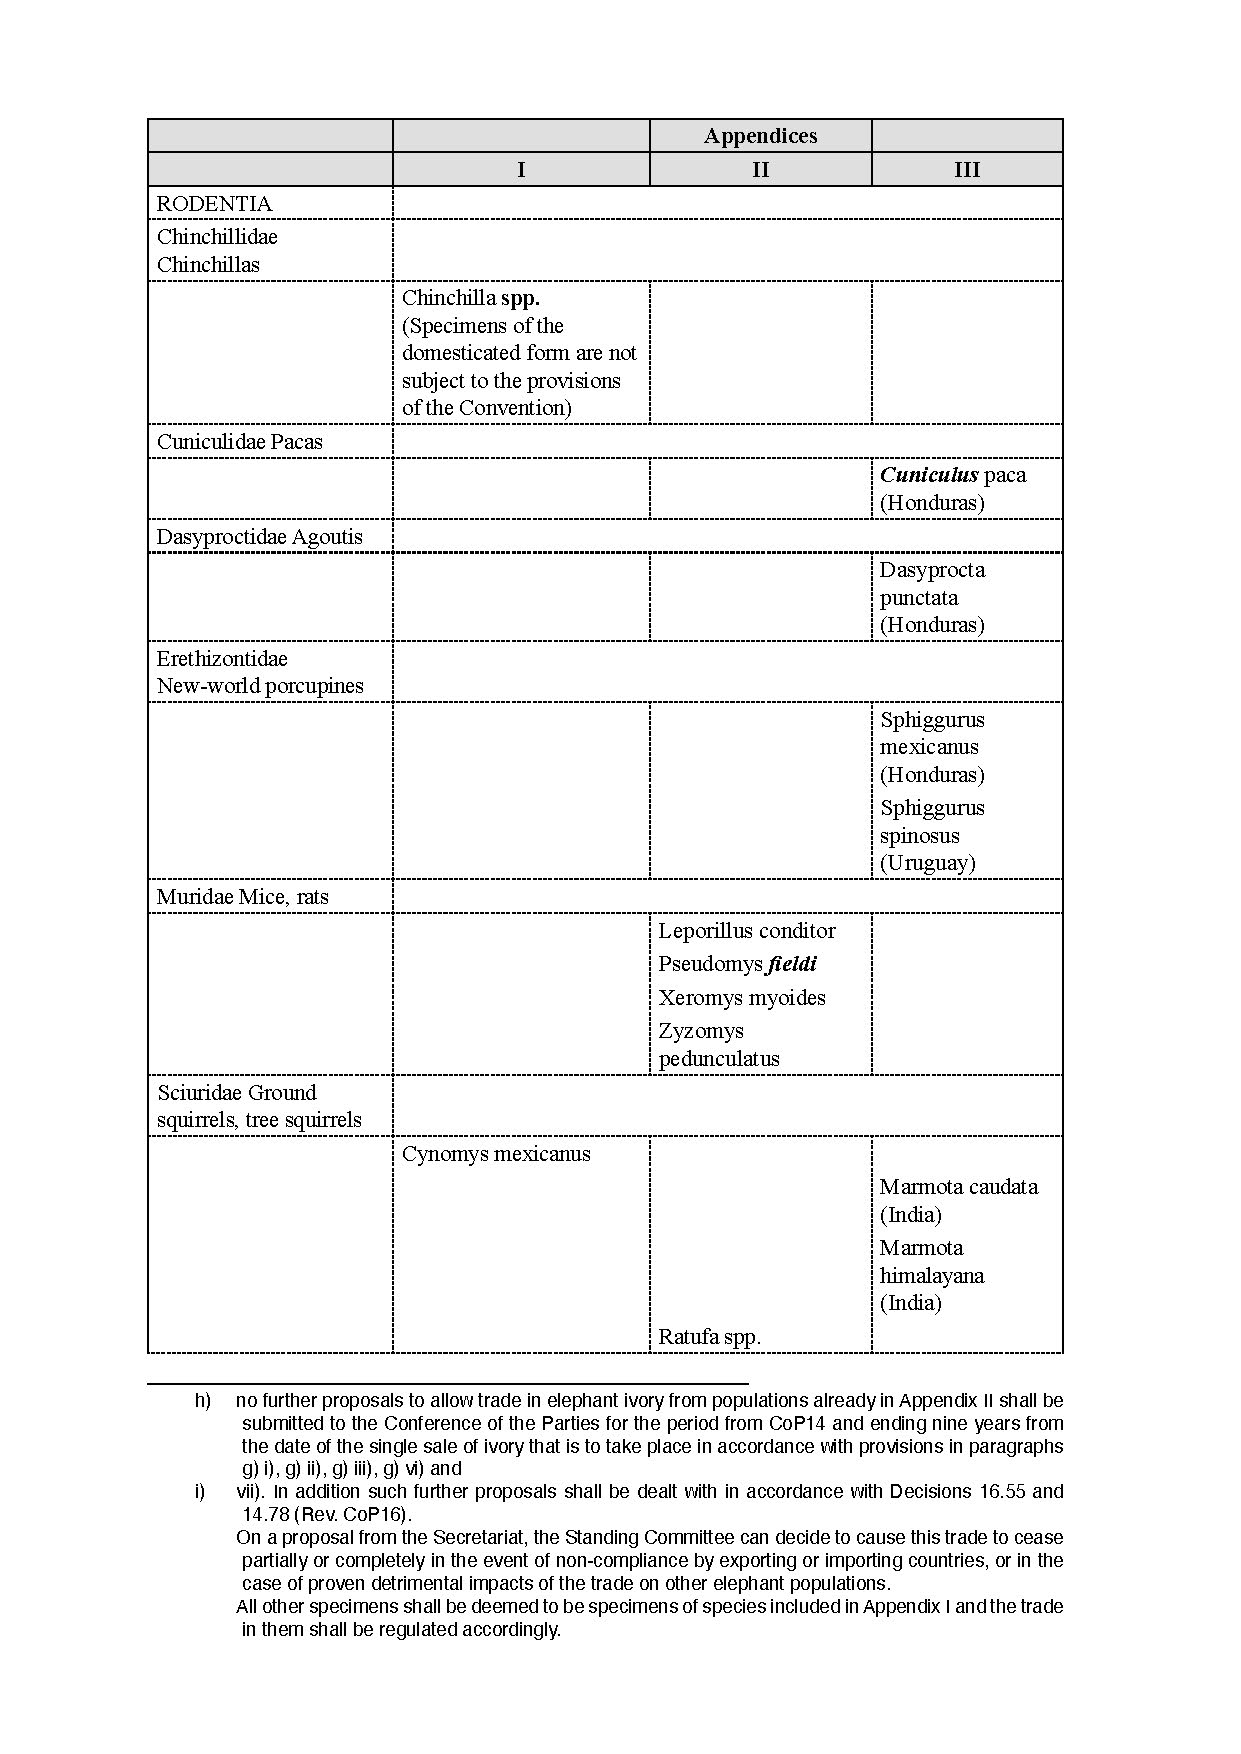 Appendices
I II III
RODENTIA
Chinchillidae
Chinchillas
Chinchilla spp.
(Specimens of the
domesticated form are not
subject to the provisions
of the Convention)
Cuniculidae Pacas
Cuniculus paca
(Honduras)
Dasyproctidae Agoutis
Dasyprocta
punctata
(Honduras)
Erethizontidae
New-world porcupines
Sphiggurus
mexicanus
(Honduras)
Sphiggurus
spinosus
(Uruguay)
Muridae Mice, rats
Leporillus conditor
Pseudomys fieldi
Xeromys myoides
Zyzomys
pedunculatus
Sciuridae Ground
squirrels, tree squirrels
Cynomys mexicanus
Marmota caudata
(India)
Marmota
himalayana
(India)
Ratufa spp.
h) no further proposals to allow trade in elephant ivory from populations already in Appendix II shall be
submitted to the Conference of the Parties for the period from CoP14 and ending nine years from
the date of the single sale of ivory that is to take place in accordance with provisions in paragraphs
g) i), g) ii), g) iii), g) vi) and
i) vii). In addition such further proposals shall be dealt with in accordance with Decisions 16.55 and
14.78 (Rev. CoP16).
On a proposal from the Secretariat, the Standing Committee can decide to cause this trade to cease
partially or completely in the event of non-compliance by exporting or importing countries, or in the
case of proven detrimental impacts of the trade on other elephant populations.
All other specimens shall be deemed to be specimens of species included in Appendix I and the trade
in them shall be regulated accordingly.